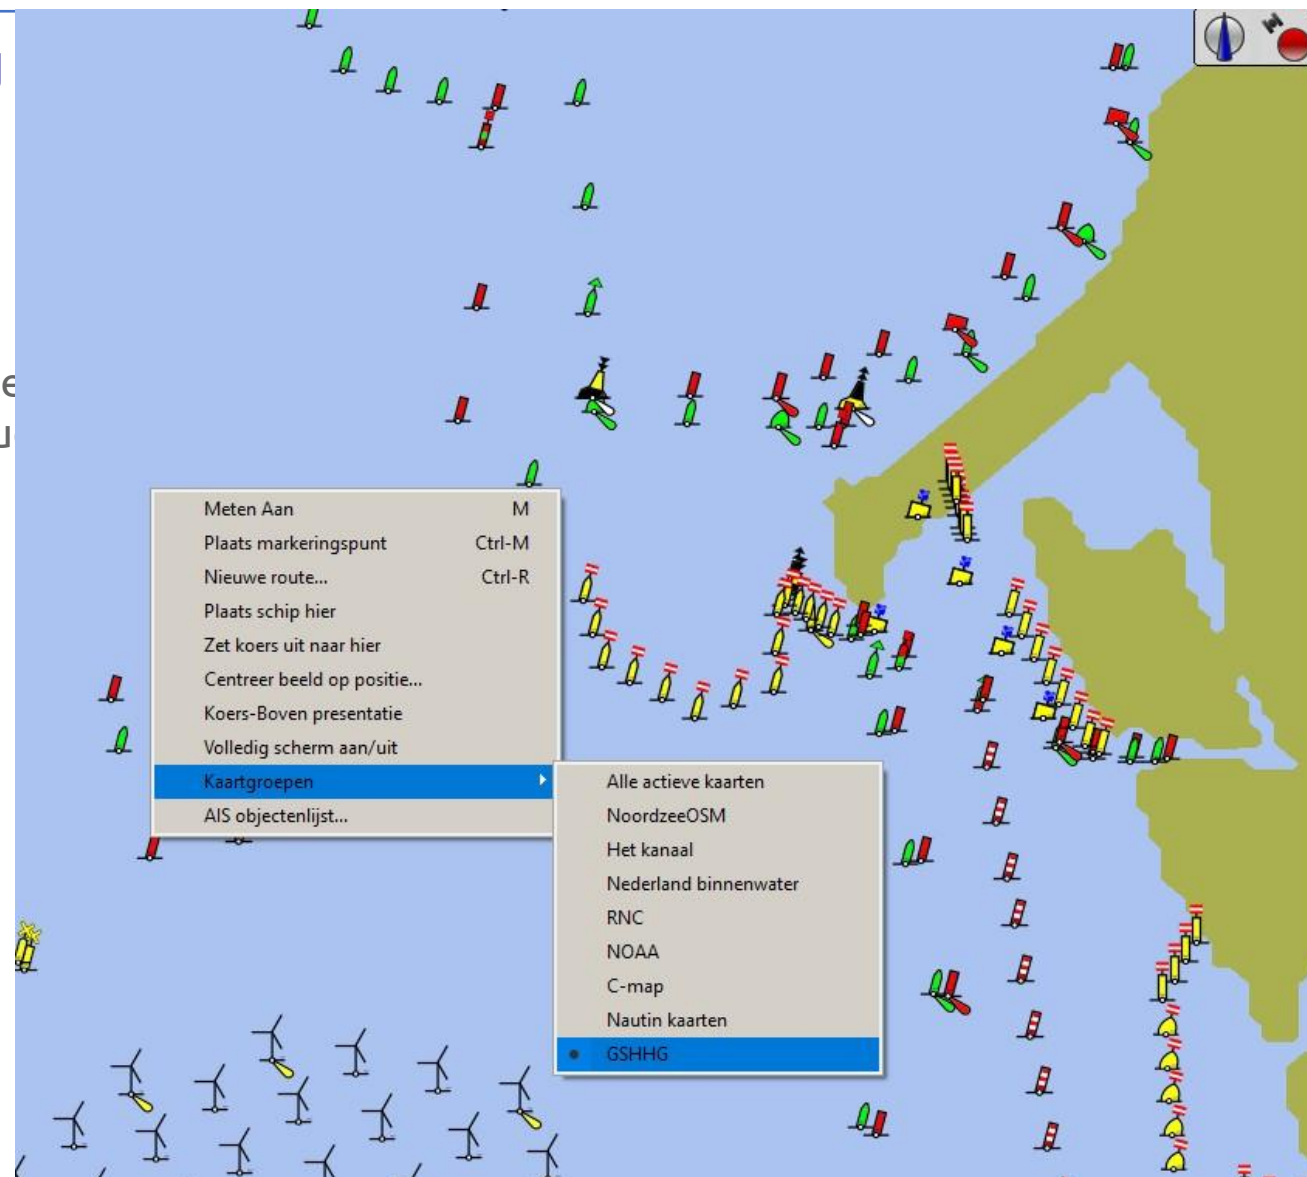 Meten Aan M
Plaats markeringspunt Ctrl-M
Nieuwe route... Ctrl-R
Plaats schip hier
Zet koers uit naar hier
Centreer beeld op positie...
Koers-Boven presentatie
Volledig scherm aan/uit
Kaartgroepen
AIS objectenlijst...
Alle actieve kaarten
NoordzeeOSM
Het kanaal
Nederland binnenwater
RNC
NOAA
C-map
Nautin kaarten
GSHHG